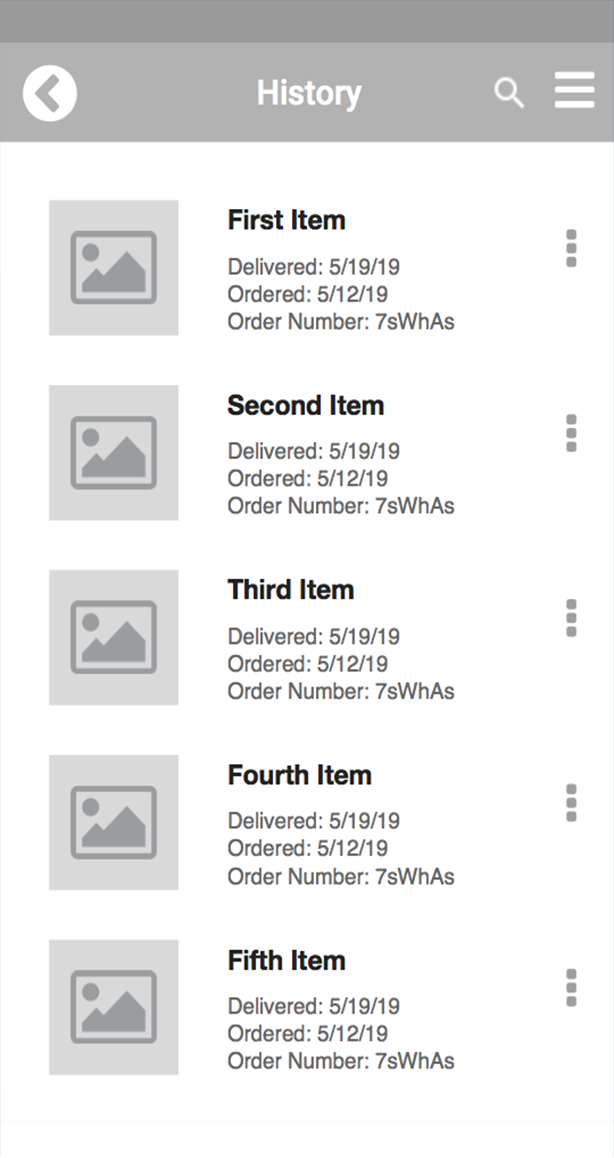 History
First Item
Delivered: 5/19/19
Ordered: 5/12/19
Order Number: 7sWhAs
Second Item
Delivered: 5/19/19
Ordered: 5/12/19
Order Number: 7sWhAs
Third Item
Delivered: 5/19/19
Ordered: 5/12/19
Order Number: 7sWhAs
Fourth Item
Delivered: 5/19/19
Ordered: 5/12/19
Order Number: 7sWhAs
Fifth Item
Delivered: 5/19/19
Ordered: 5/12/19
Order Number: 7sWhAs